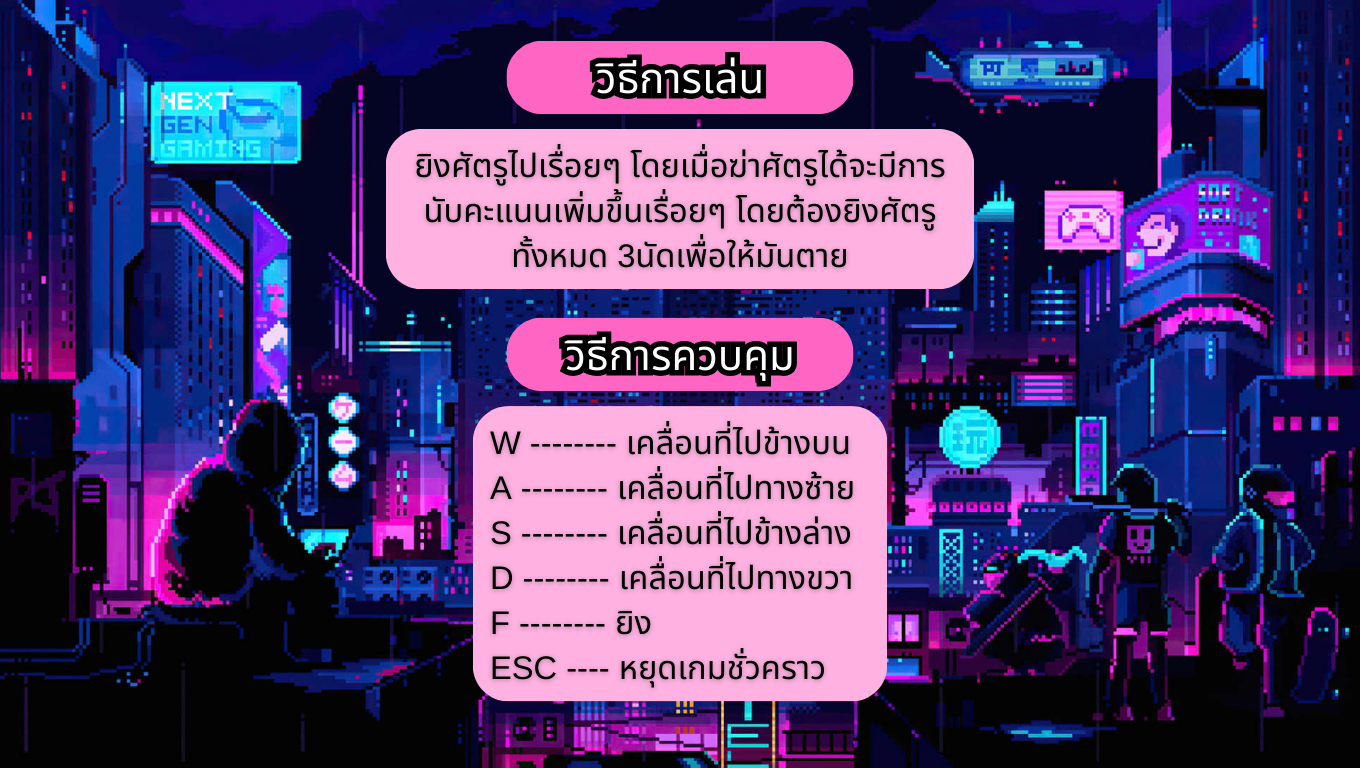 วิธีการเล่น
ยิงศัตรูไปเรื่อยๆ โดยเมื่อฆ่าศัตรูได้จะมีการ
นับคะแนนเพิ่มขึ้นเรื่อยๆ โดยต้องยิงศัตรู
ทั้งหมด 3นัดเพื่อให้มันตาย
วิธีการควบคุม
W -------- เคลื่อนที่ไปข้างบน
A -------- เคลื่อนที่ไปทางซ้าย
S -------- เคลื่อนที่ไปข้างล่าง
D -------- เคลื่อนที่ไปทางขวา
F -------- ยิง
ESC ---- หยุดเกมชั่วคราว
NEXT
GEN
GAMING
SOFT
DRINK